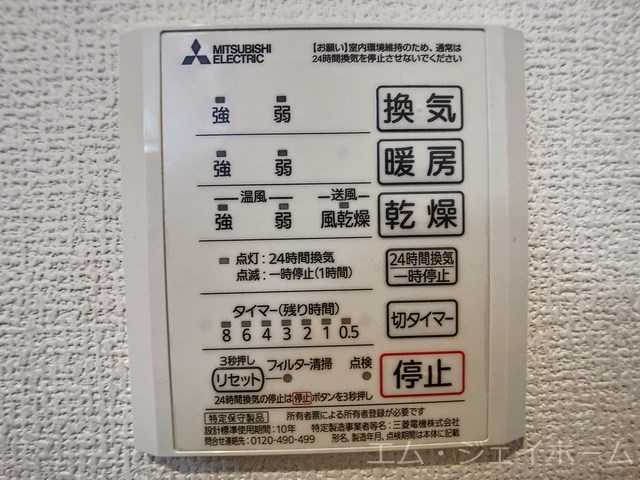 MITSUBISHI
ELECTRIC
【お願い】室内環境維持のため、通常は
24時間換気を停止させないでください
強 弱 換気
強 弱 暖房
温風 送風
強 弱 風乾燥 乾燥
点灯:24時間換気
点滅:一時停止(1時間)
24時間換気
一時停止
タイマー(残り時間)
8 6 4 3 2 1 0.5
切タイマー
3秒押し
リセット フィルター清掃 点検
停止
24時間換気の停止は停止ボタンを3秒押し
特定保守製品 所有者票による所有者登録が必要です
設計標準使用期間:10年 特定製造事業者等名:三菱電機株式会社
問合せ連絡先:0120-490-499 形名、製造年月、点検期間は本体に記載
エム・ジェイホーム